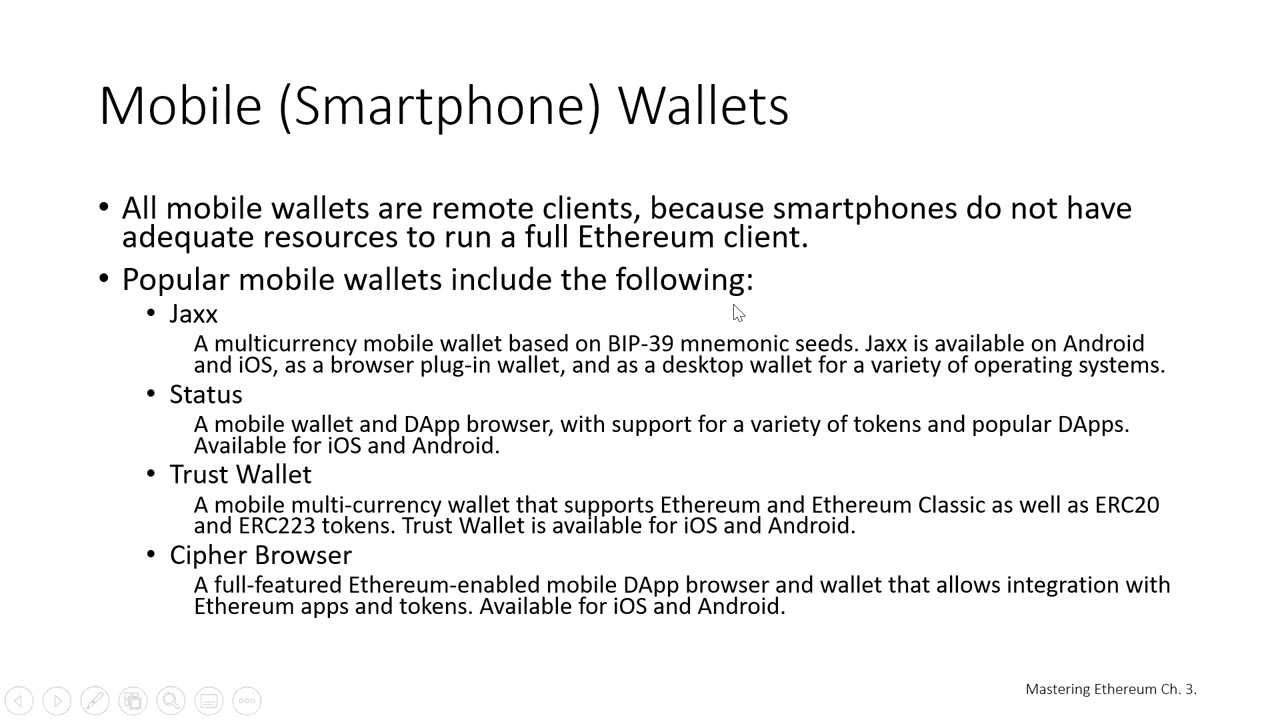 Mobile (Smartphone) Wallets
• All mobile wallets are remote clients, because smartphones do not have
adequate resources to run a full Ethereum client.
• Popular mobile wallets include the following:
• Jaxx
A multicurrency mobile wallet based on BIP-39 mnemonic seeds. Jaxx is available on Android
and iOS, as a browser plug-in wallet, and as a desktop wallet for a variety of operating systems.
• Status
A mobile wallet and DApp browser, with support for a variety of tokens and popular DApps.
Available for iOS and Android.
• Trust Wallet
A mobile multi-currency wallet that supports Ethereum and Ethereum Classic as well as ERC20
and ERC223 tokens. Trust Wallet is available for iOS and Android.
• Cipher Browser
A full-featured Ethereum-enabled mobile DApp browser and wallet that allows integration with
Ethereum apps and tokens. Available for iOS and Android.
Mastering Ethereum Ch. 3.